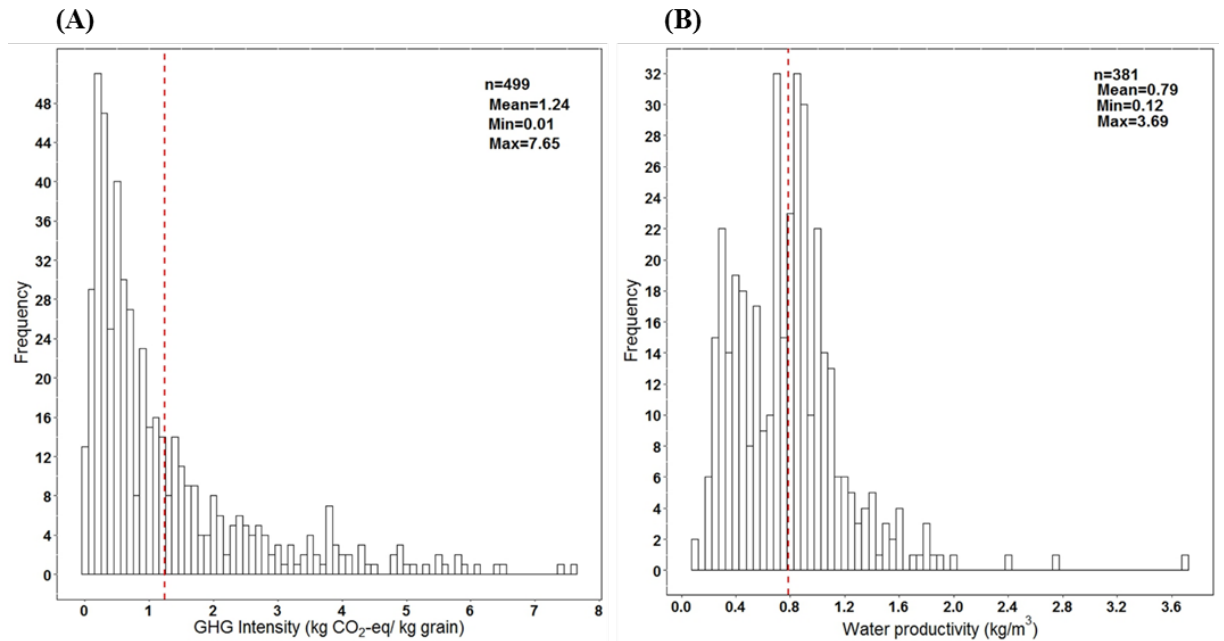 (A)
(B)
n=499
Mean=1.24
Min=0.01
Max=7.65
48
44
40
36
32
28
24
20
16
12
8
4
0
Frequency
0 1 2 3 4 5 6 7 8
GHG Intensity (kg CO2-eq/ kg grain)
n=381
Mean=0.79
Min=0.12
Max=3.69
32
30
28
26
24
22
20
18
16
14
12
10
8
6
4
2
0
Frequency
0.0 0.4 0.8 1.2 1.6 2.0 2.4 2.8 3.2 3.6
Water productivity (kg/m3)